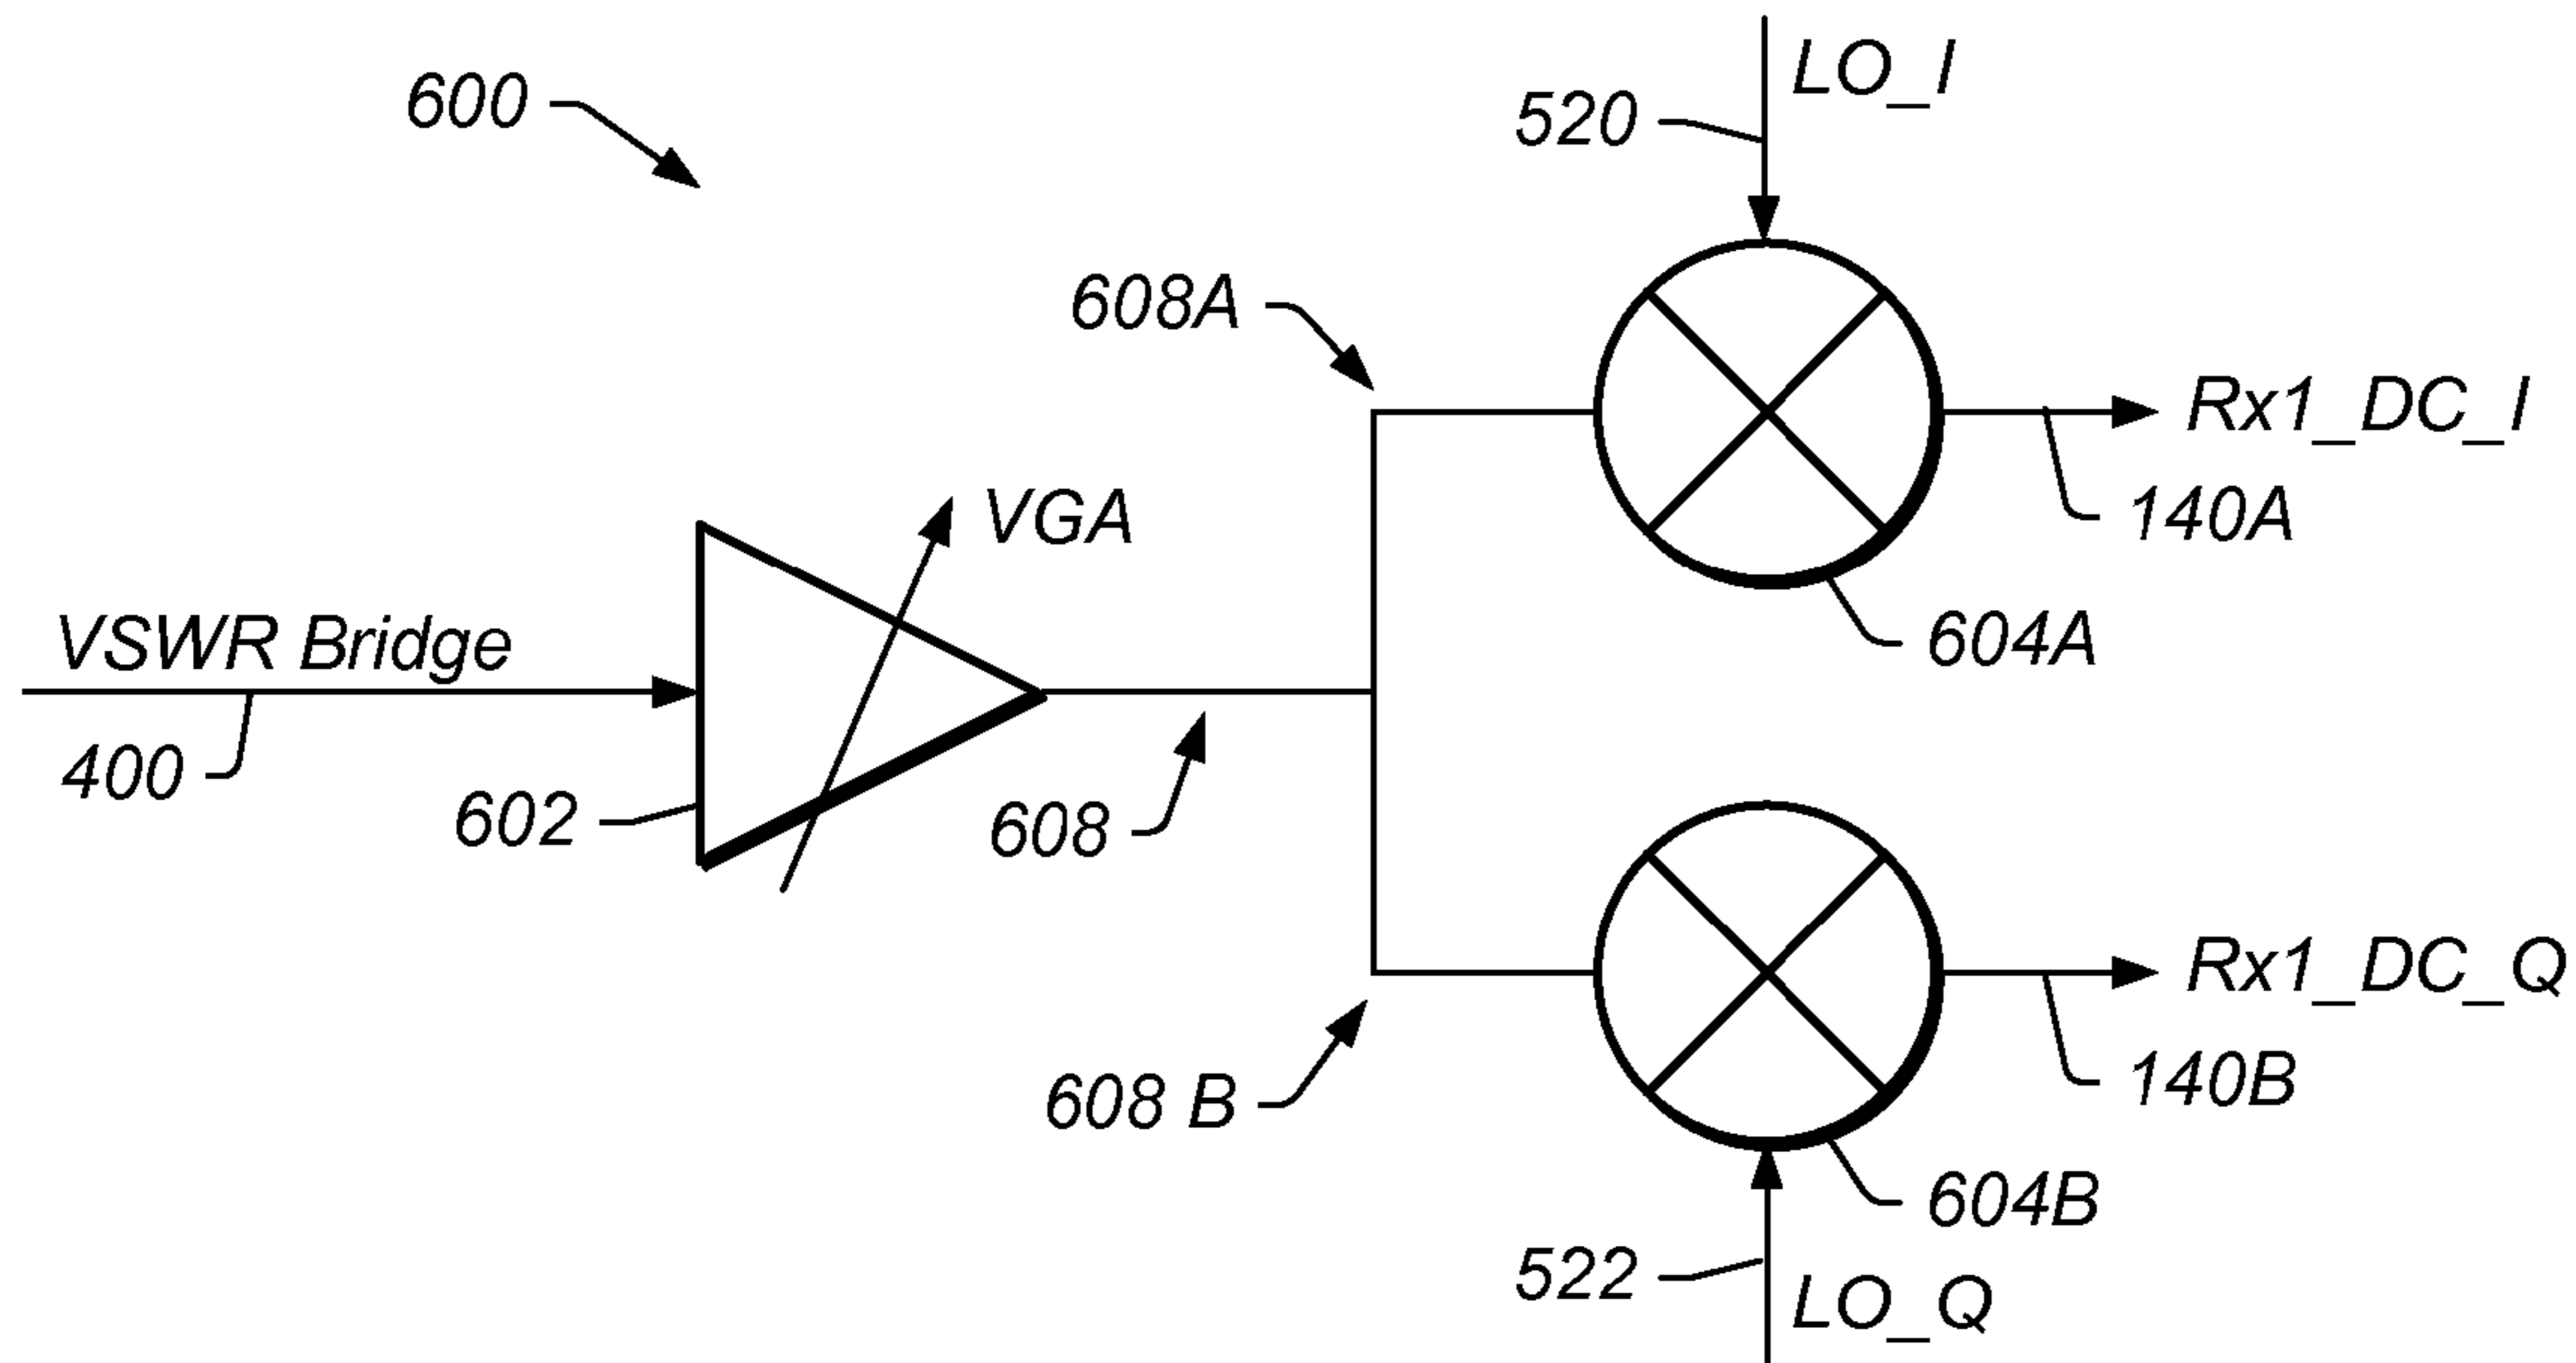 600
LO_I
520
608A
Rx1_DC_I
140A
604A
VGA
VSWR Bridge
400
602
608
Rx1_DC_Q
140B
608 B
604B
522
LO_Q